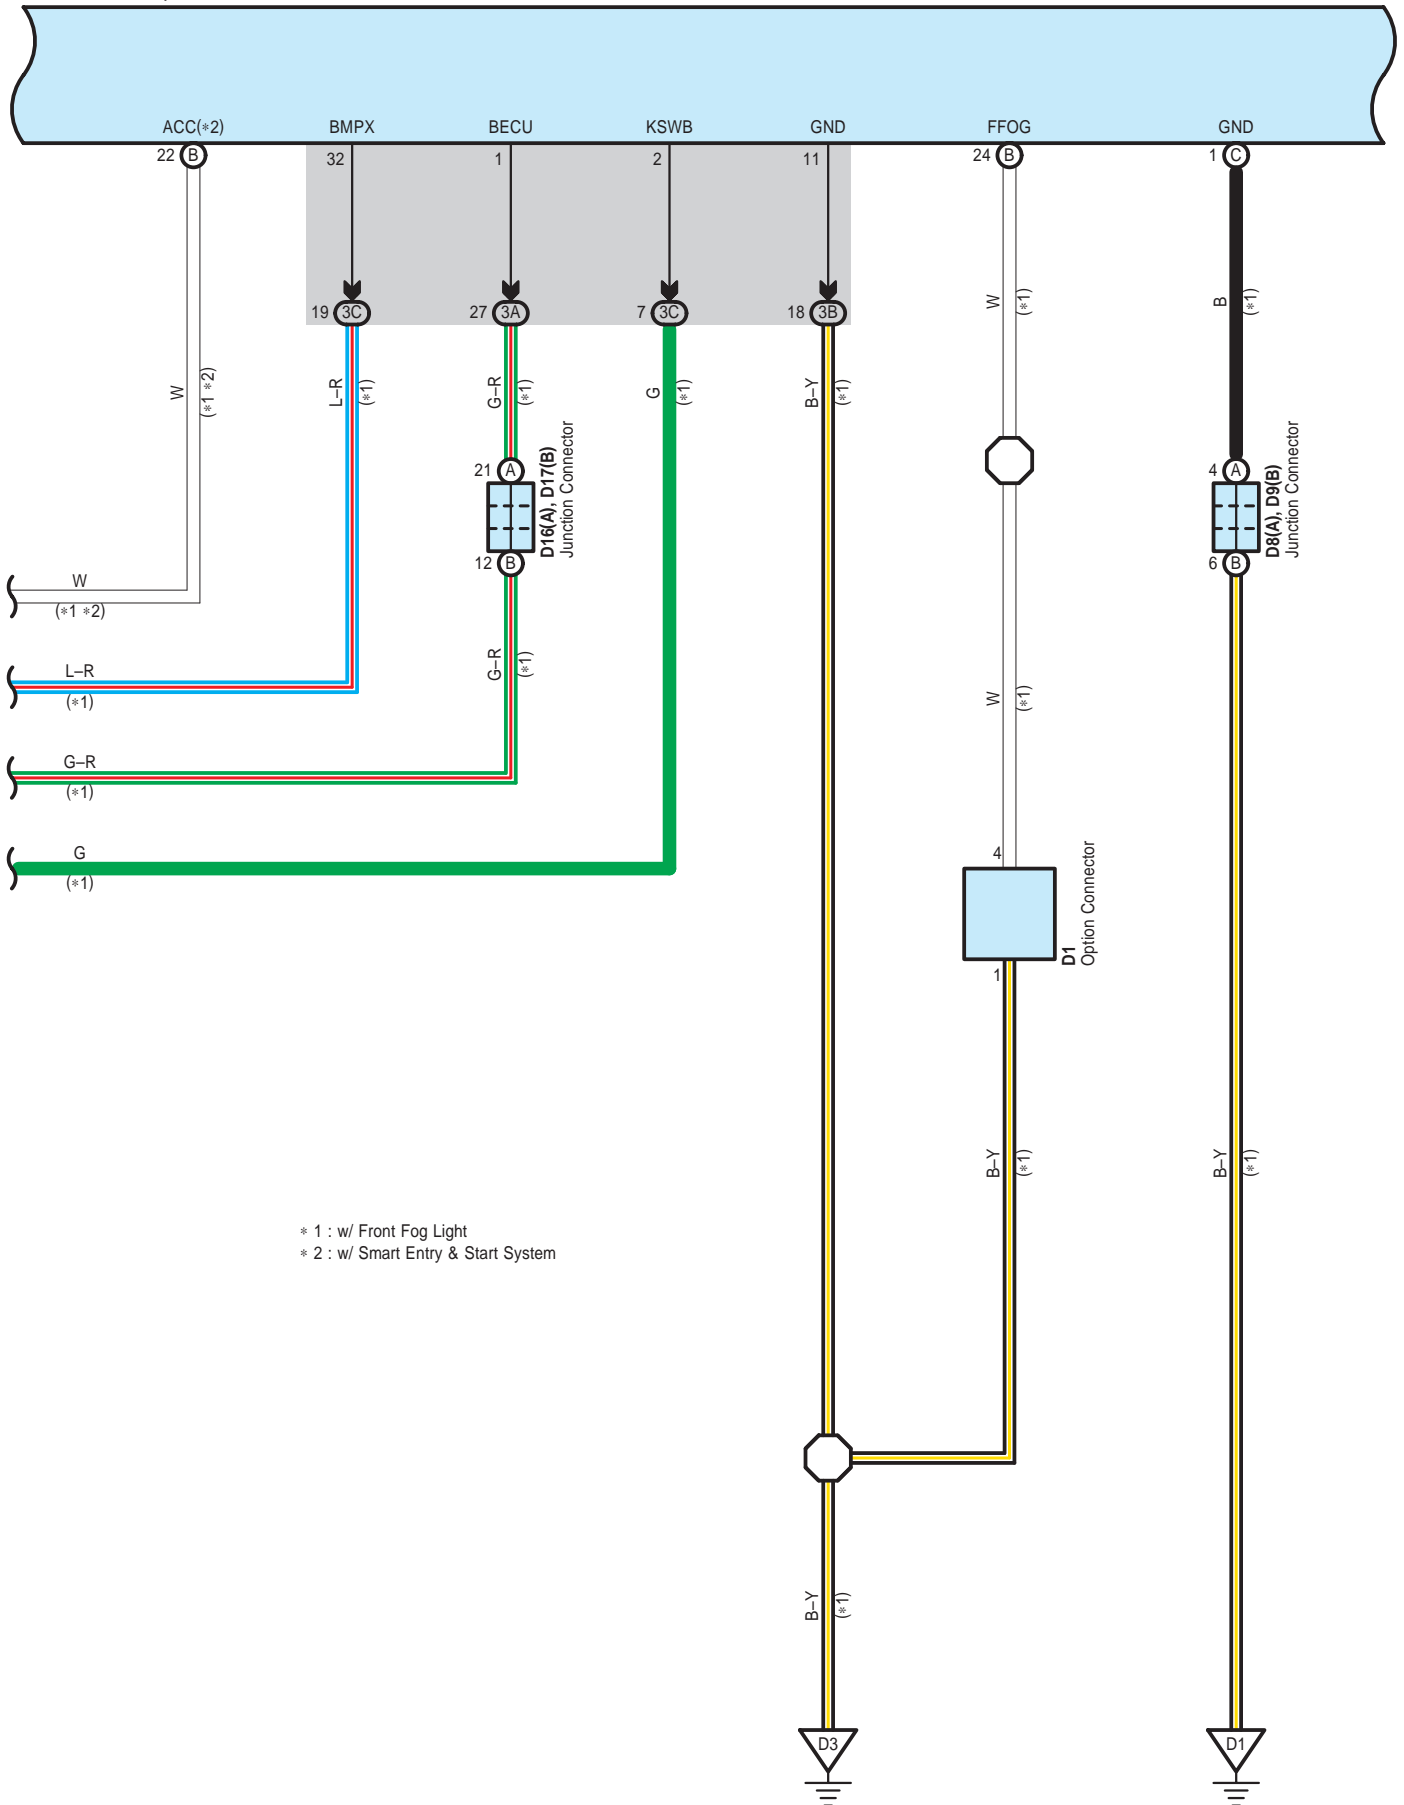 ACC(∗2) BMPX BECU KSWB GND FFOG GND
22 B 32 1 2 11 24 B 1 C
19 3C 27 3A 7 3C 18 3B
W (∗1)
B (∗1)
W (∗1 ∗2)
L–R (∗1)
G–R (∗1)
G (∗1)
B–Y (∗1)
21 A
12 B
D16(A), D17(B)
Junction Connector
4 A
6 B
D8(A), D9(B)
Junction Connector
W
(∗1 ∗2)
L–R
(∗1)
G–R (∗1)
W (∗1)
G–R
(∗1)
G
(∗1)
4
1
D1
Option Connector
B–Y (∗1)
B–Y (∗1)
∗ 1 : w/ Front Fog Light
∗ 2 : w/ Smart Entry & Start System
B–Y (∗1)
D3
D1